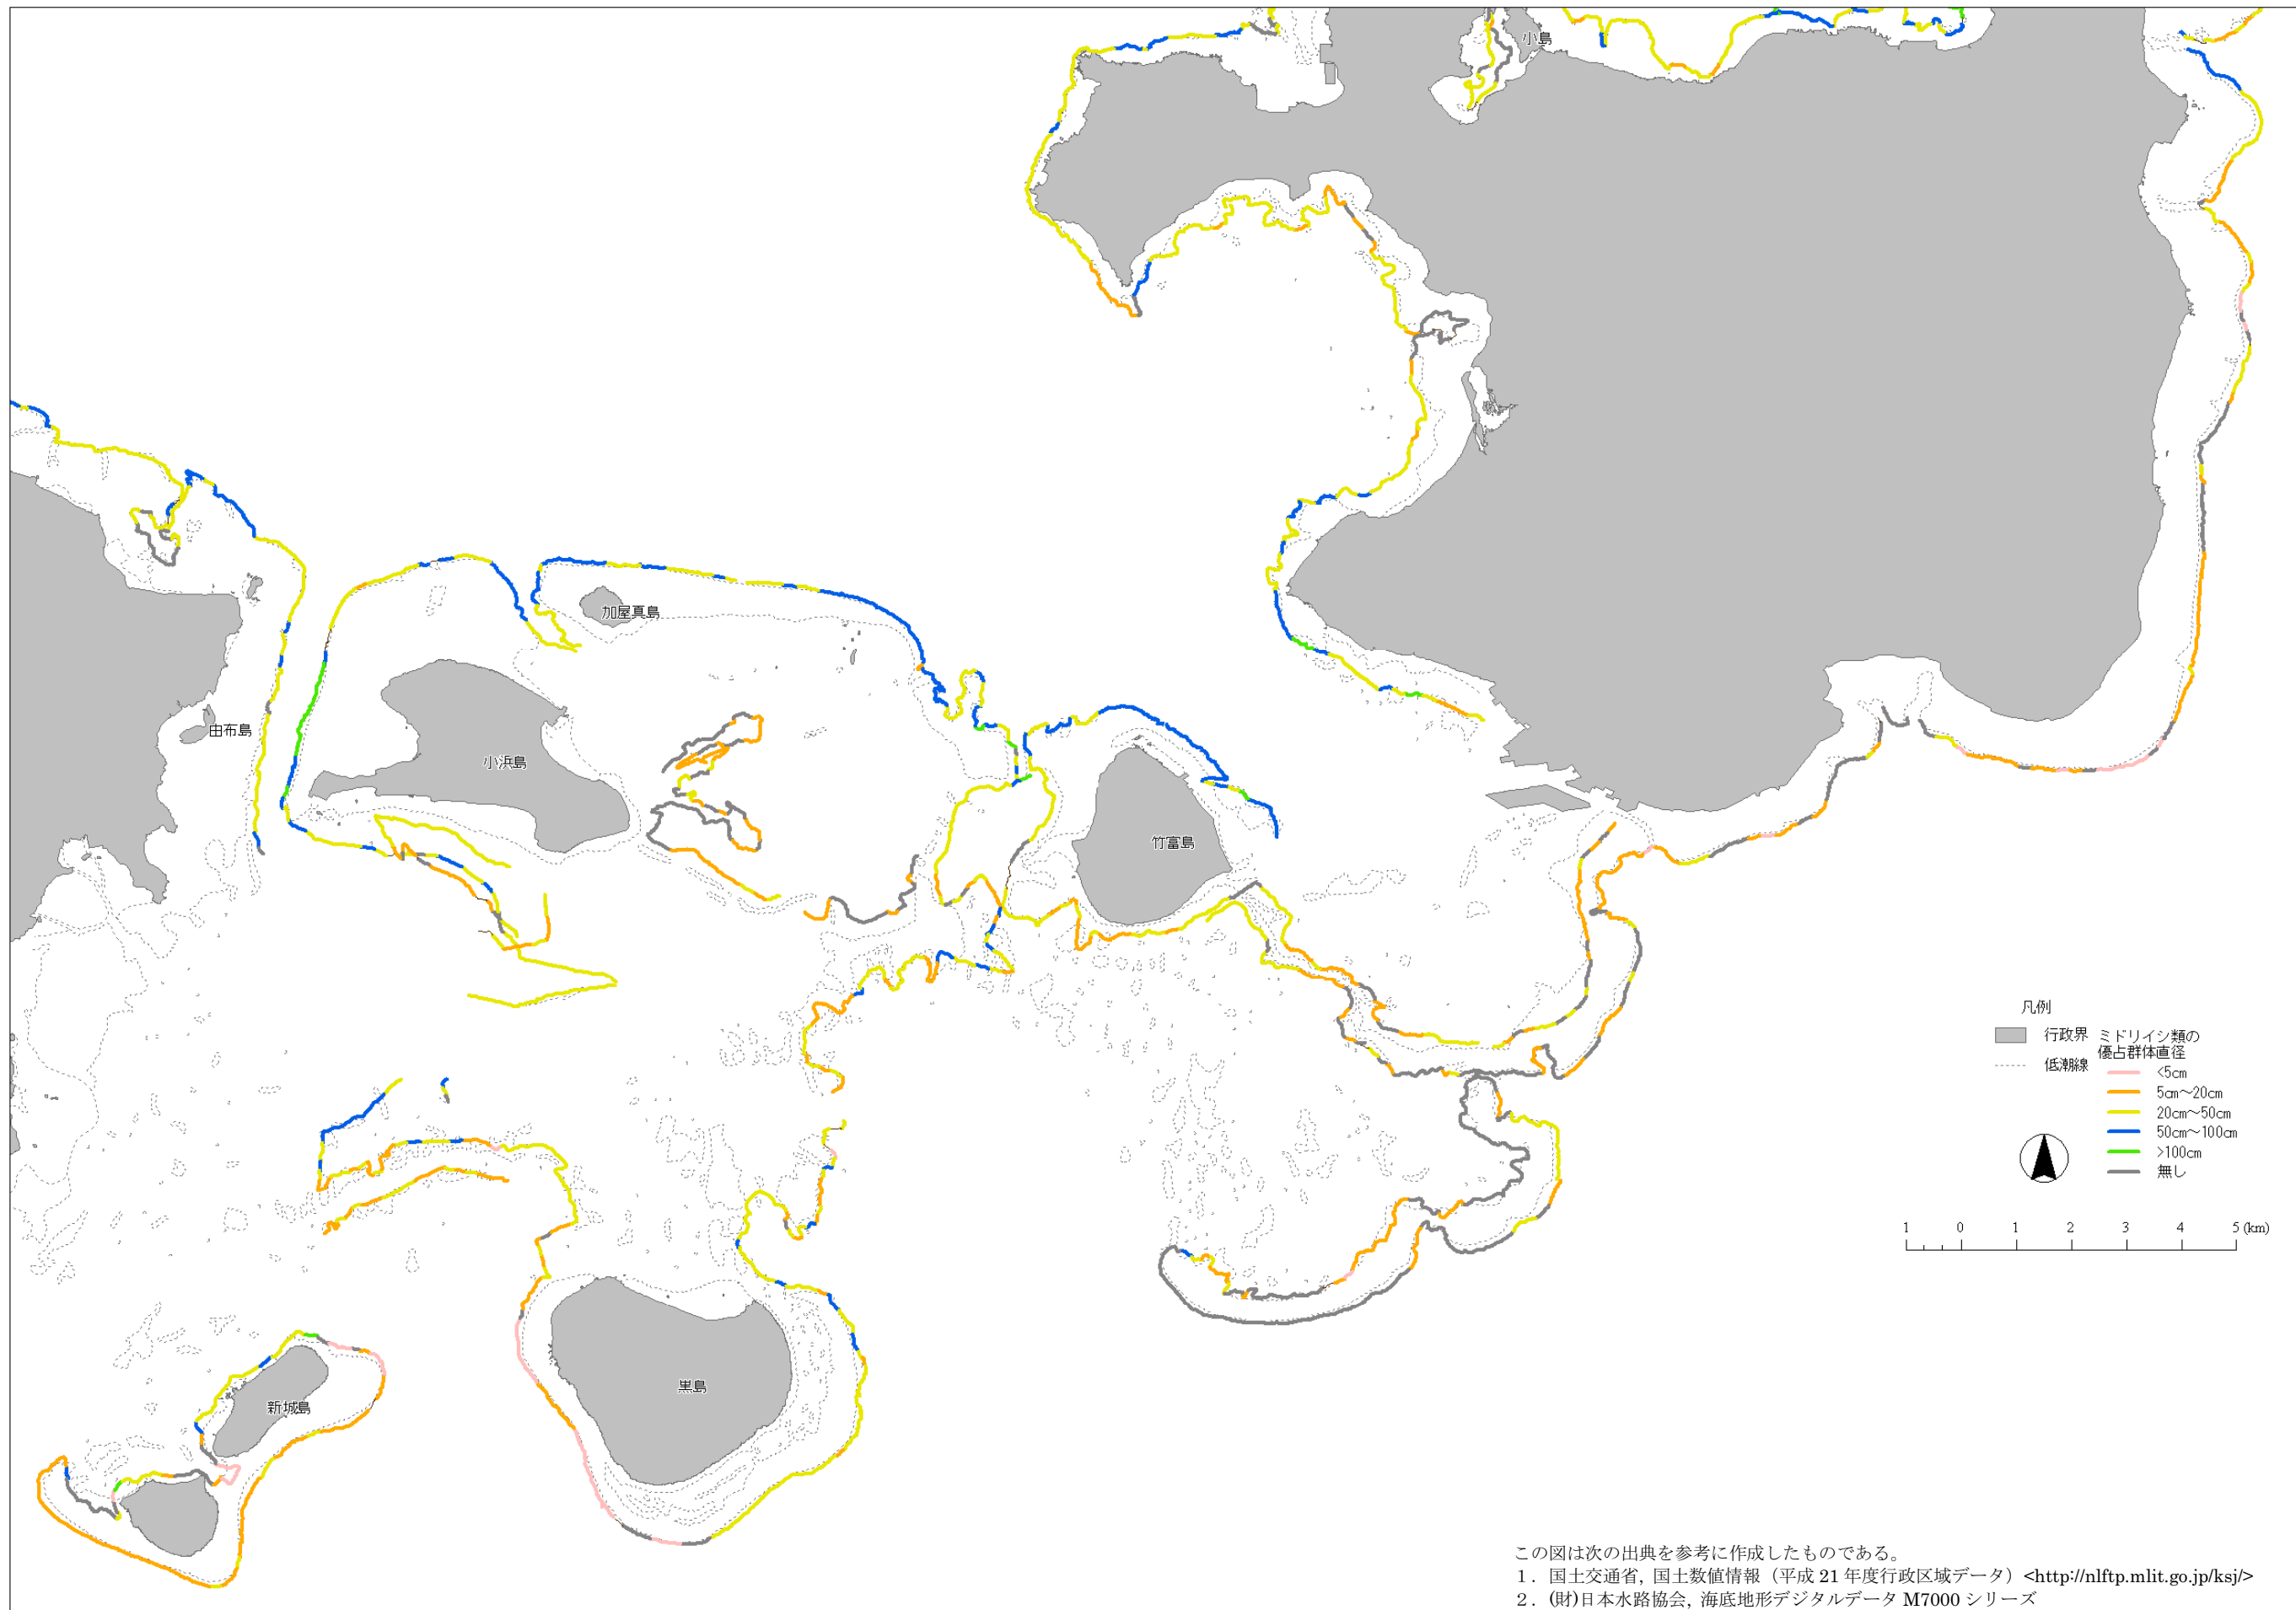 小島
加屋真島
由布島
小浜島
竹富島
黒島
新城島
凡例
行政界
低潮線
ミドリイシ類の
優占群体直径
<5cm
5cm～20cm
20cm～50cm
50cm～100cm
>100cm
無し
1 0 1 2 3 4 5 (km)
この図は次の出典を参考に作成したものである。
1．国土交通省, 国土数値情報（平成 21 年度行政区域データ）<http://nlftp.mlit.go.jp/ksj/>
2．(財)日本水路協会, 海底地形デジタルデータ M7000 シリーズ